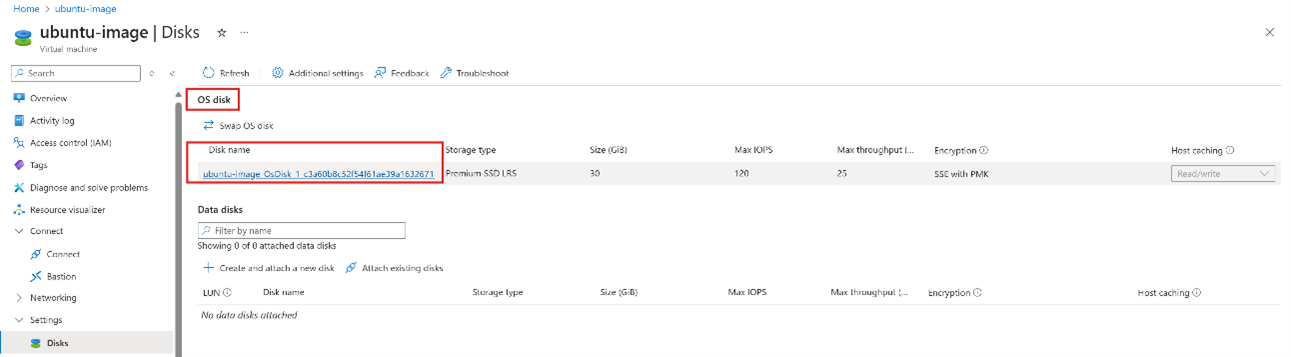 Home > ubuntu-image
ubuntu-image | Disks ☆ ...
Virtual machine
Search
Refresh Additional settings Feedback Troubleshoot
Overview
Activity log
Access control (IAM)
Tags
Diagnose and solve problems
Resource visualizer
Connect
Connect
Bastion
Networking
Settings
Disks
OS disk
Swap OS disk
Disk name Storage type Size (GiB) Max IOPS Max throughput (... Encryption Host caching
ubuntu-image_OsDisk_1_c3a60b8c52f54f61ae39a1632671 Premium SSD LRS 30 120 25 SSE with PMK Read/write
Data disks
Filter by name
Showing 0 of 0 attached data disks
Create and attach a new disk Attach existing disks
LUN Disk name Storage type Size (GiB) Max IOPS Max throughput (... Encryption Host caching
No data disks attached